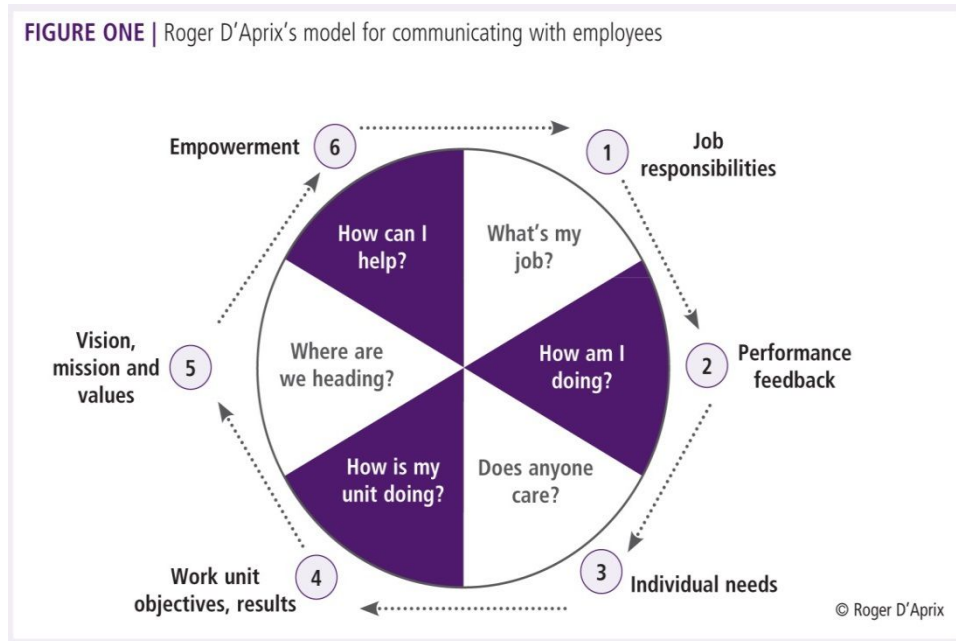 FIGURE ONE | Roger D'Aprix's model for communicating with employees
Empowerment
6
1
Job
responsibilities
How can I
help?
What's my
job?
Vision,
mission and
values
5
Where are
we heading?
How am I
doing?
2
Performance
feedback
How is my
unit doing?
Does anyone
care?
Work unit
objectives, results
4
3
Individual needs
© Roger D'Aprix